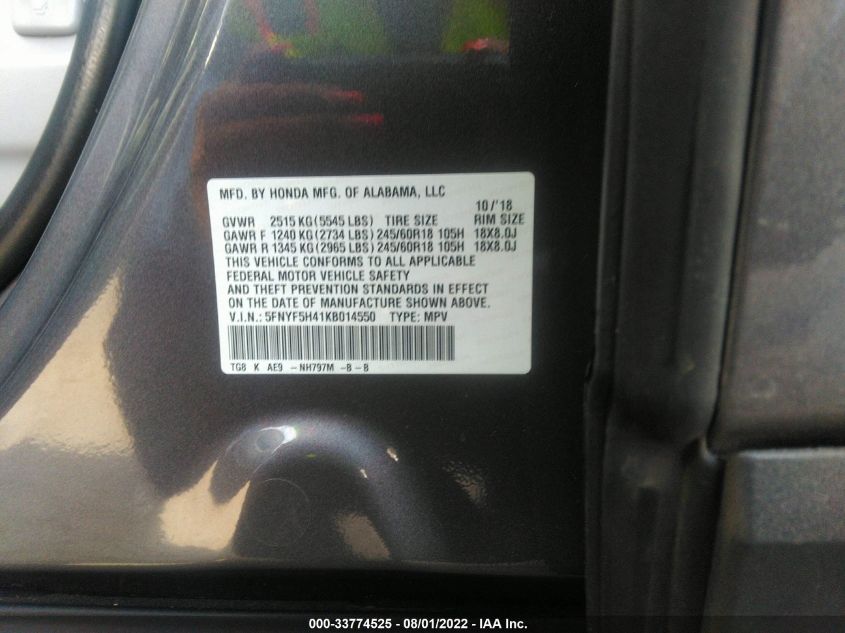 MFD. BY HONDA MFG. OF ALABAMA, LLC
10/'18
GVWR 2515 KG (5545 LBS) TIRE SIZE RIM SIZE
GAWR F 1240 KG (2734 LBS) 245/60R18 105H 18X8.0J
GAWR R 1345 KG (2965 LBS) 245/60R18 105H 18X8.0J
THIS VEHICLE CONFORMS TO ALL APPLICABLE
FEDERAL MOTOR VEHICLE SAFETY
AND THEFT PREVENTION STANDARDS IN EFFECT
ON THE DATE OF MANUFACTURE SHOWN ABOVE.
V.I.N.: 5FNYF5H41KB014550 TYPE: MPV
TG8 K AE9 -NH797M -B-B
000-33774525 - 08/01/2022 - IAA Inc.